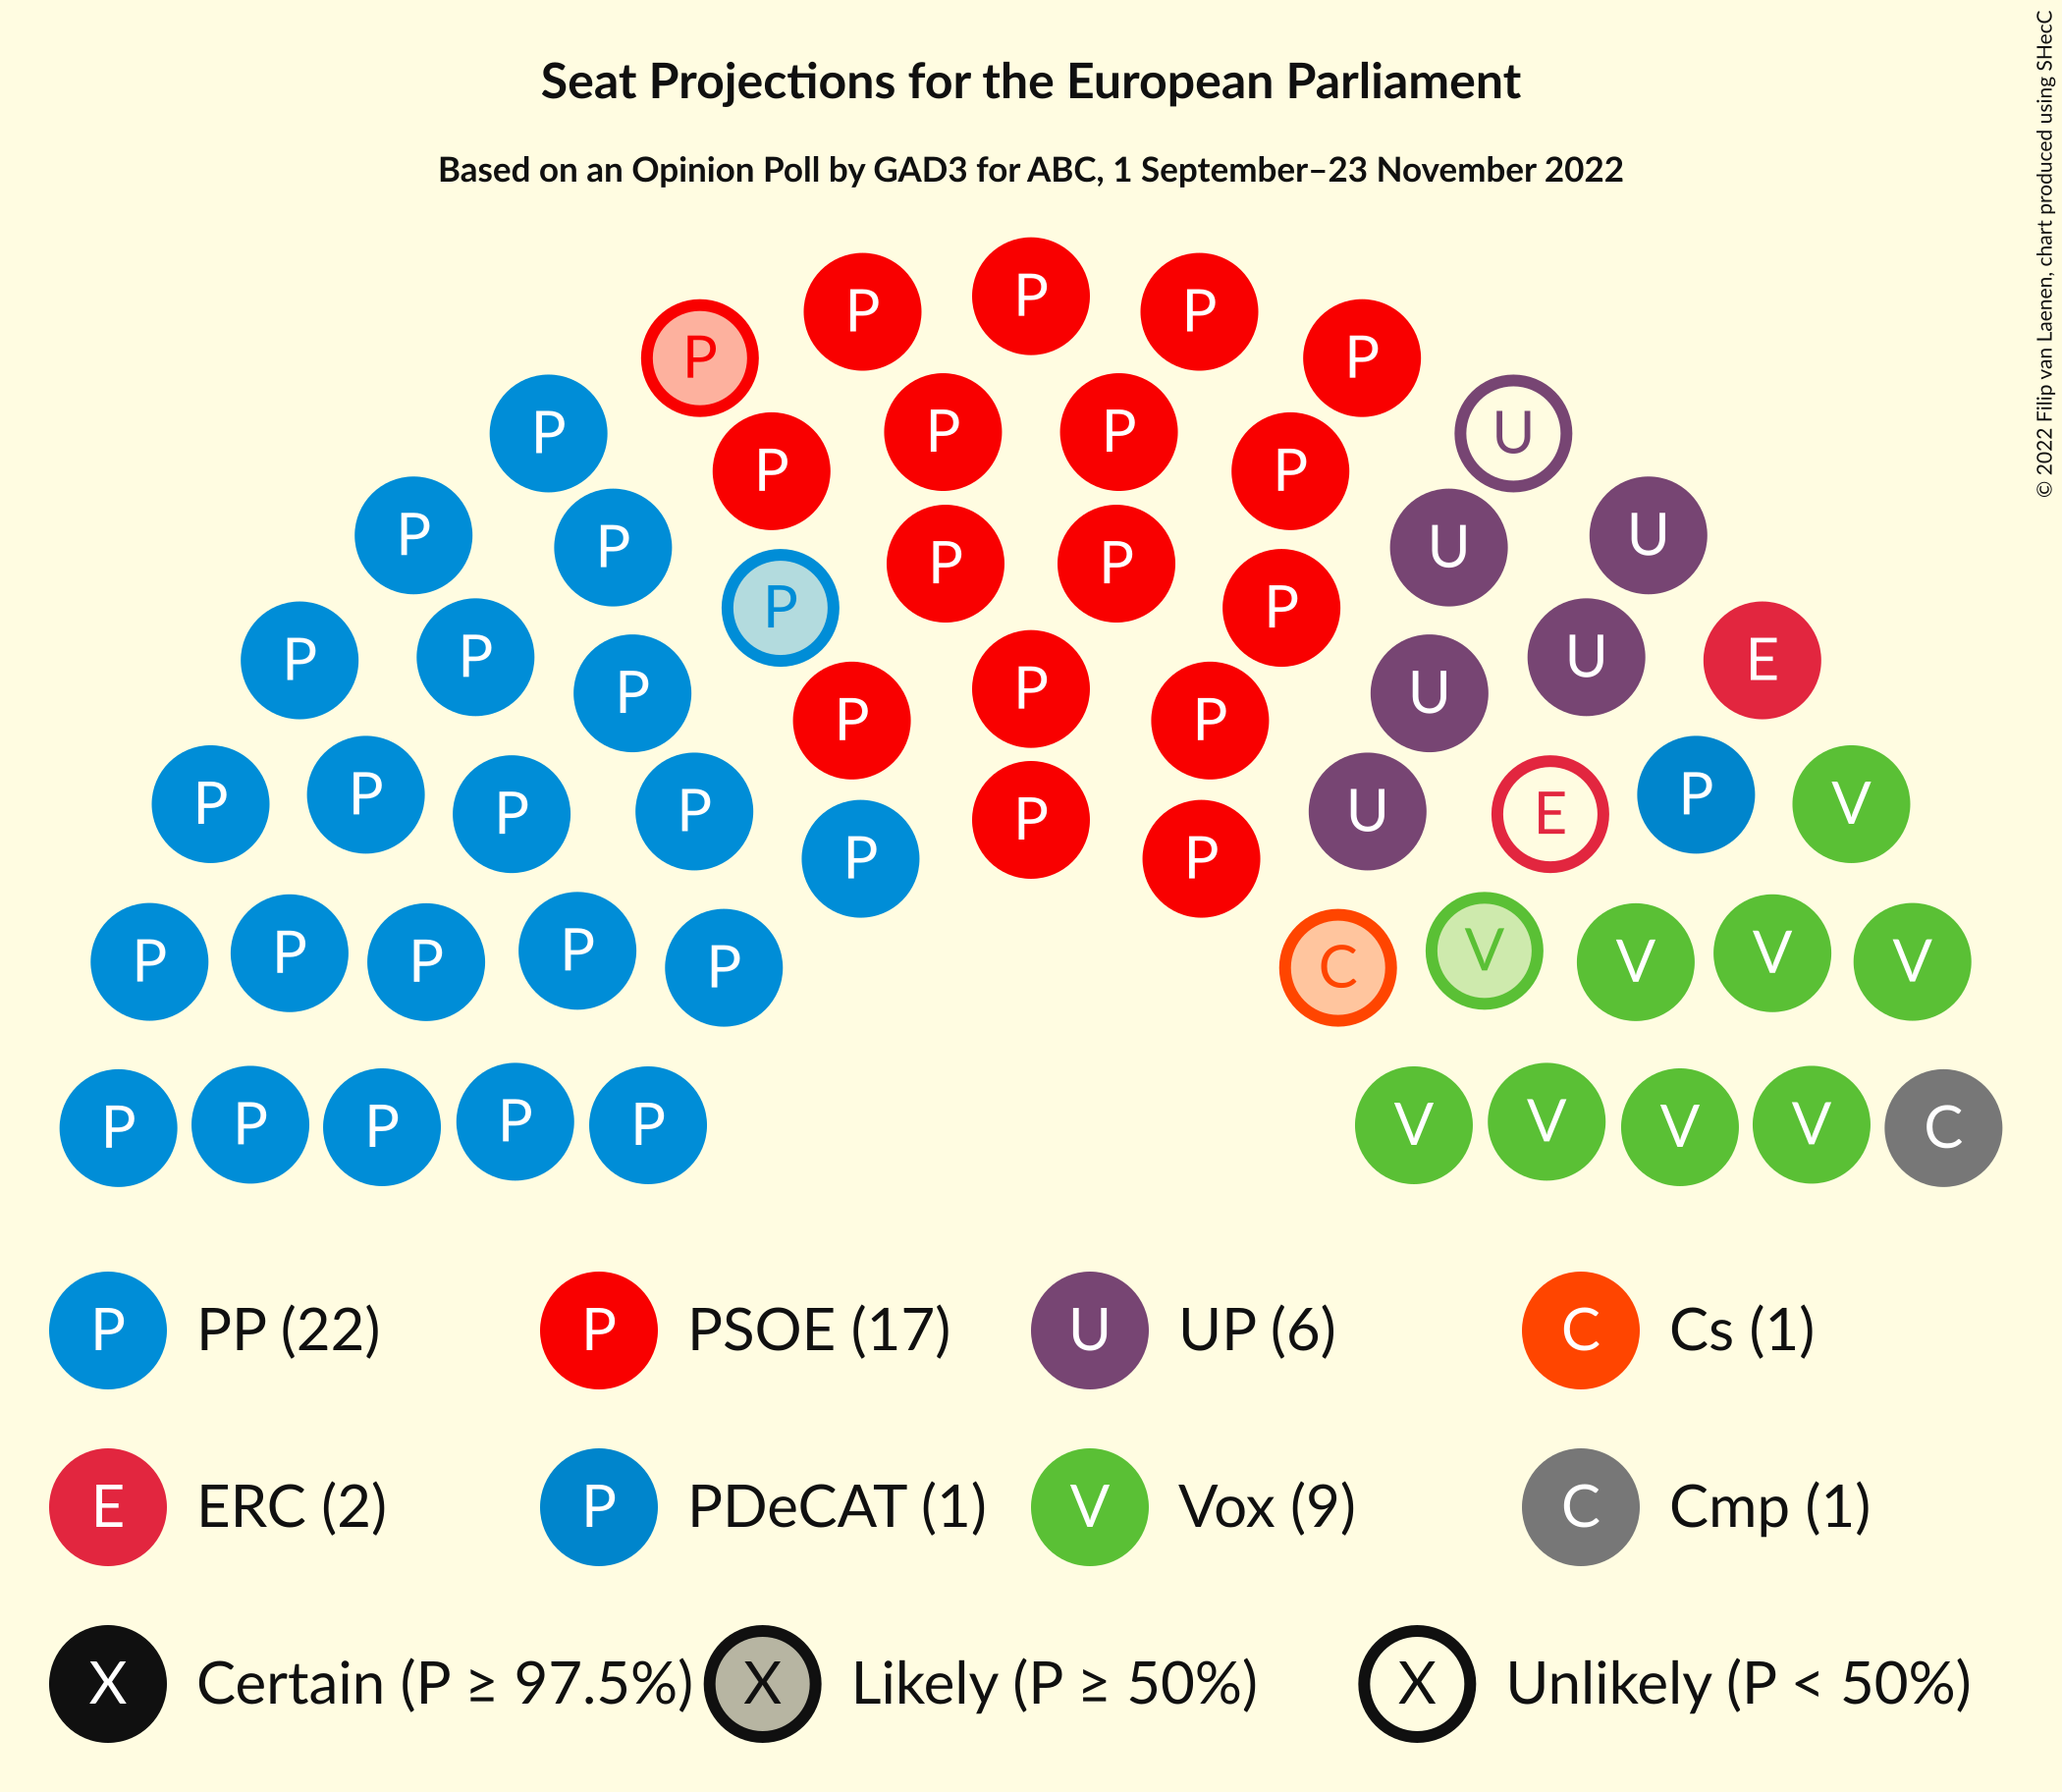 Seat Projections for the European Parliament
Based on an Opinion Poll by GAD3 for ABC, 1 September–23 November 2022
© 2022 Filip van Laenen, chart produced using SHecC
P
P P
P P
P P P P
P U
P P
P U U
P P U
P P P
P P U E
P U
P P
P P P P V
P P U E
P P
P P P P P C V V V V
P P P P P V V V V C
P PP (22) P PSOE (17) U UP (6) C Cs (1)
E ERC (2) P PDeCAT (1) V Vox (9) C Cmp (1)
X Certain (P ≥ 97.5%) X Likely (P ≥ 50%) X Unlikely (P < 50%)